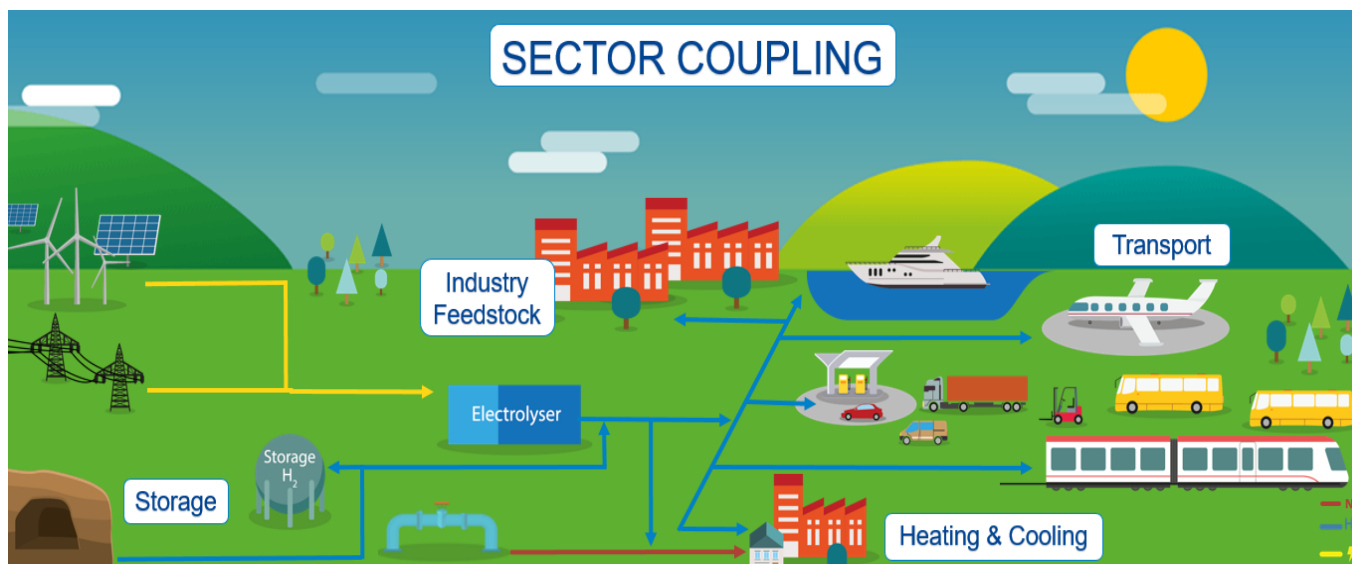 SECTOR COUPLING
Transport
Industry
Feedstock
Electrolyser
Storage
H2
Storage
Heating & Cooling
N
H